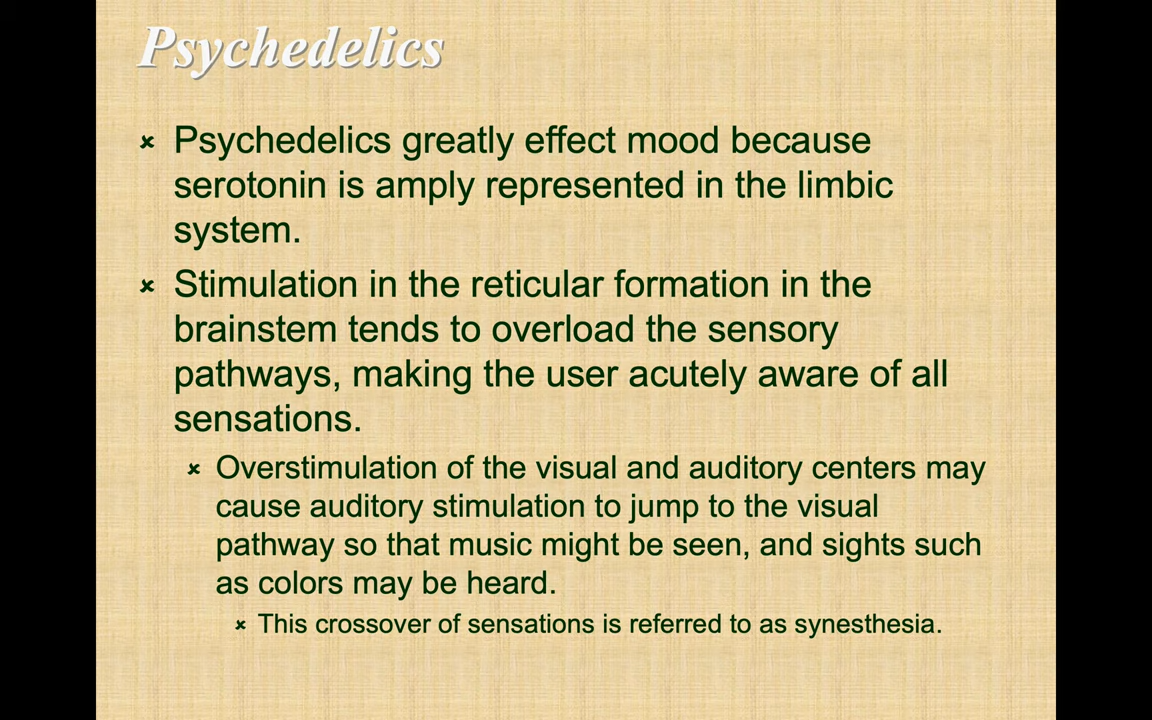 Psychedelics
Psychedelics greatly effect mood because
serotonin is amply represented in the limbic
system.
Stimulation in the reticular formation in the
brainstem tends to overload the sensory
pathways, making the user acutely aware of all
sensations.
Overstimulation of the visual and auditory centers may
cause auditory stimulation to jump to the visual
pathway so that music might be seen, and sights such
as colors may be heard.
This crossover of sensations is referred to as synesthesia.